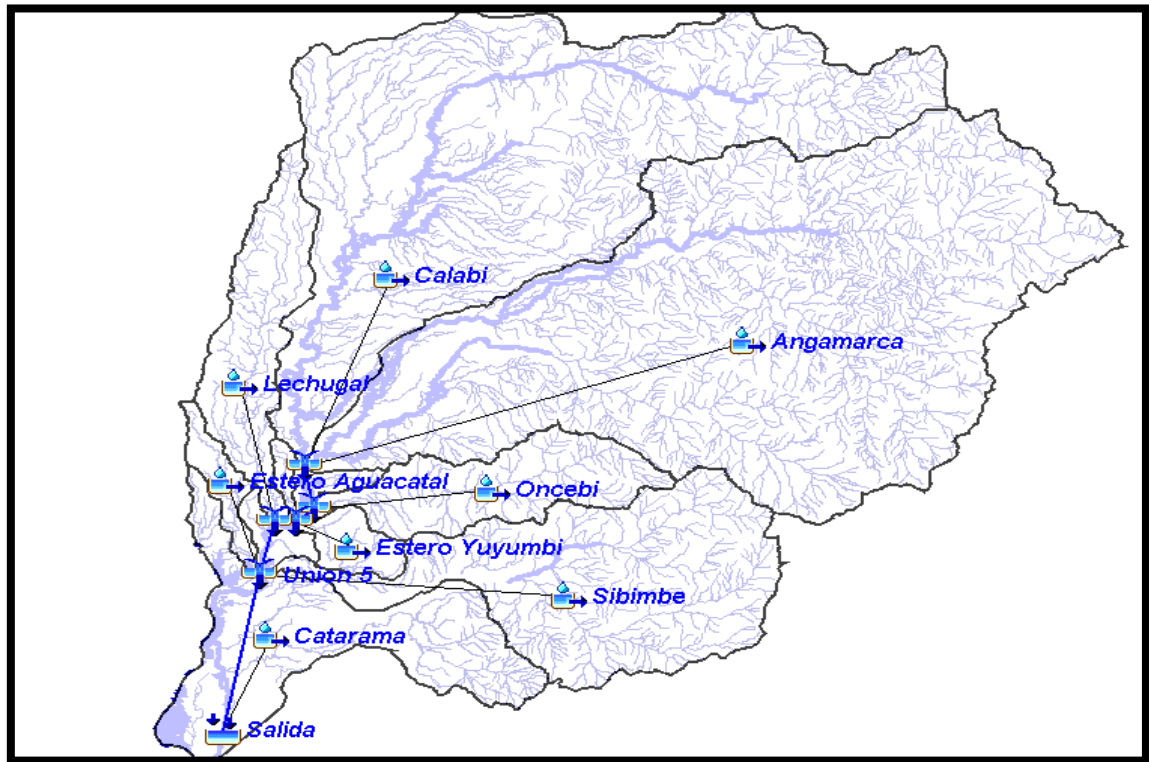 Calabi
Angamarca
Lechugal
Estero Aguacatal
Oncebi
Estero Yuyumbi
Union 5
Sibimbe
Catarama
Salida